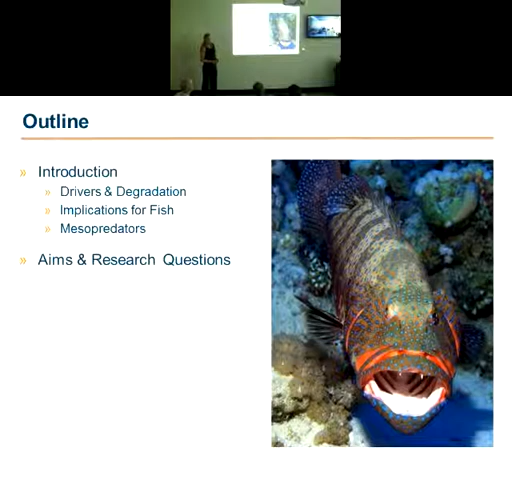 Outline
» Introduction
» Drivers & Degradation
» Implications for Fish
» Mesopredators
» Aims & Research Questions